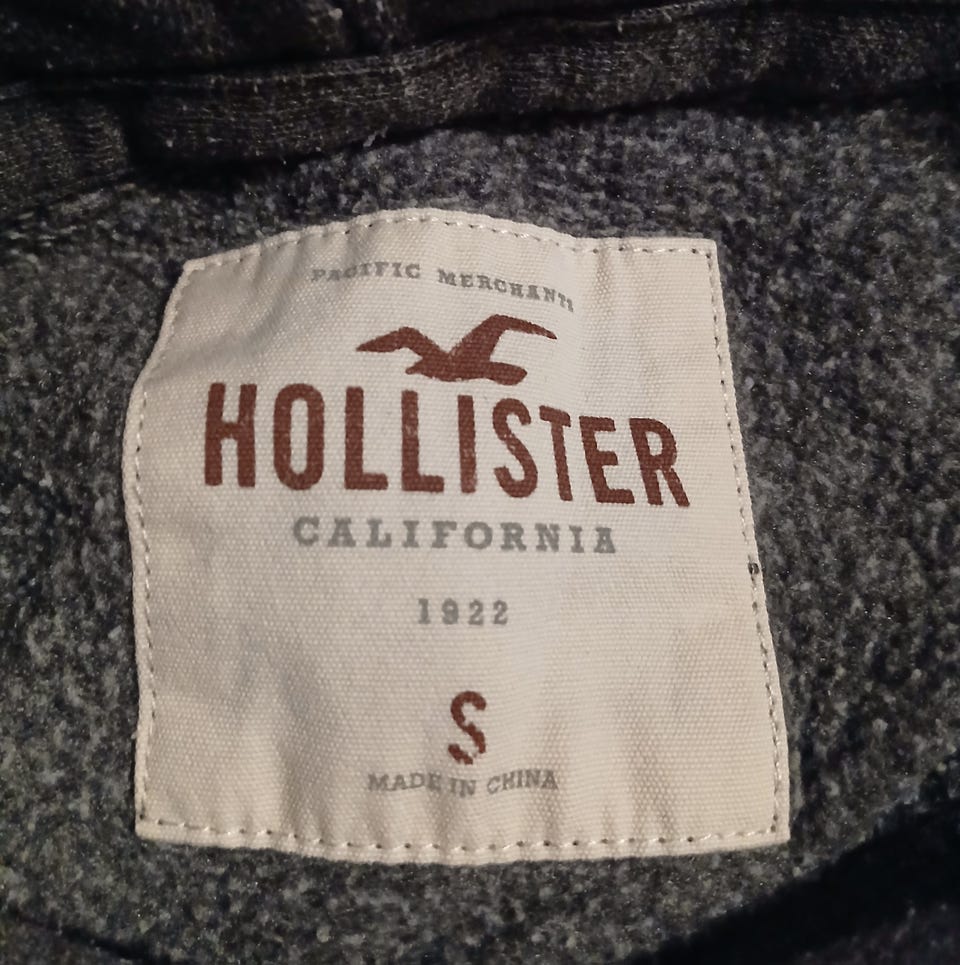 PACIFIC MERCHANTS
HOLLISTER
CALIFORNIA
1922
S
MADE IN CHINA